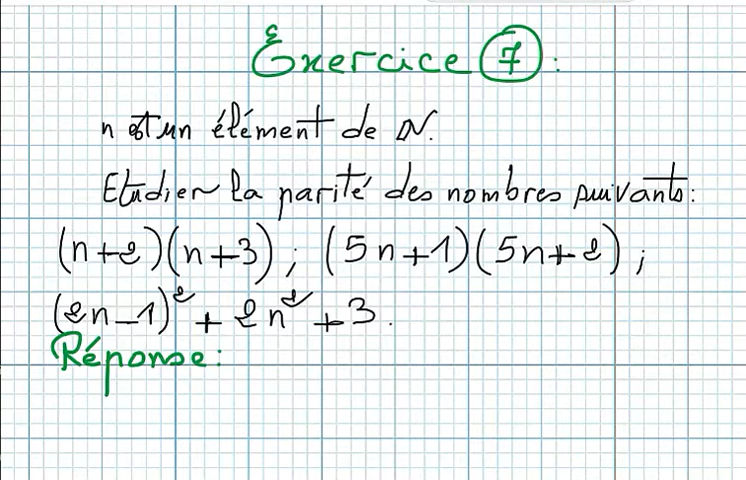 Exercice 7 :
n est un élément de N.
Etudier la parité des nombres suivants:
(n+2)(n+3) ; (5n+1)(5n+2) ;
(2n-1)² + 2n² + 3.
Réponse: